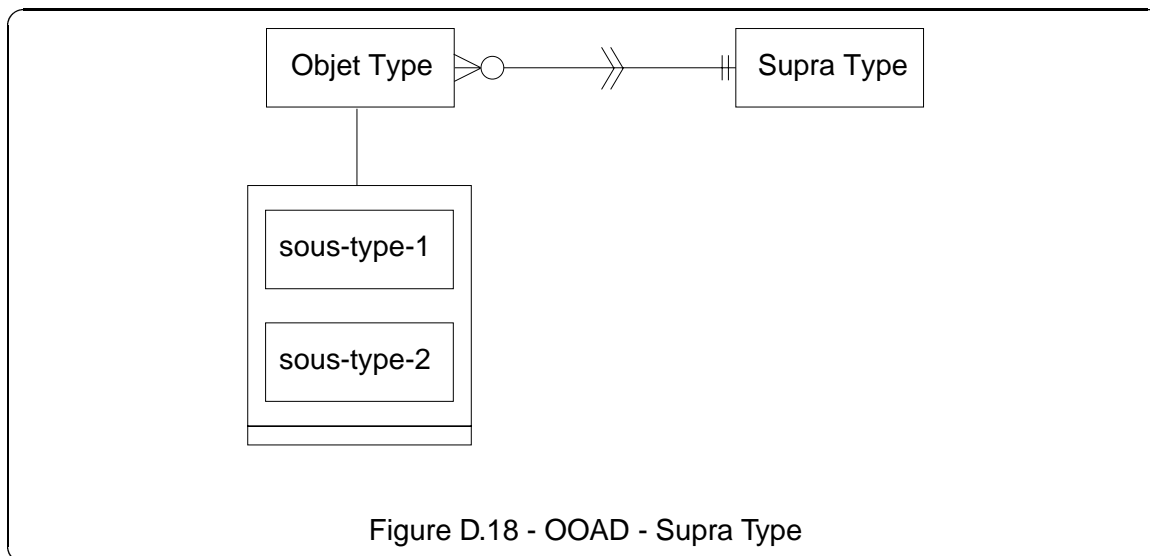 Objet Type
Supra Type
sous-type-1
sous-type-2
Figure D.18 - OOAD - Supra Type